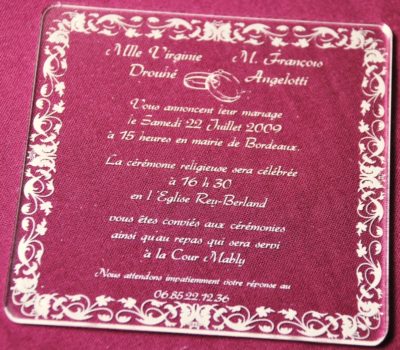 Mlle Virginie M. François
Drouhé Angelotti
Vous annoncent leur mariage
le Samedi 22 Juillet 2009
à 15 heures en mairie de Bordeaux.
La cérémonie religieuse sera célébrée
à 16 h 30
en l'Eglise Rey-Berland
vous êtes conviés aux cérémonies
ainsi qu'au repas qui sera servi
à la Cour Mably
Nous attendons impatiemment votre réponse au
06.85.22.12.36